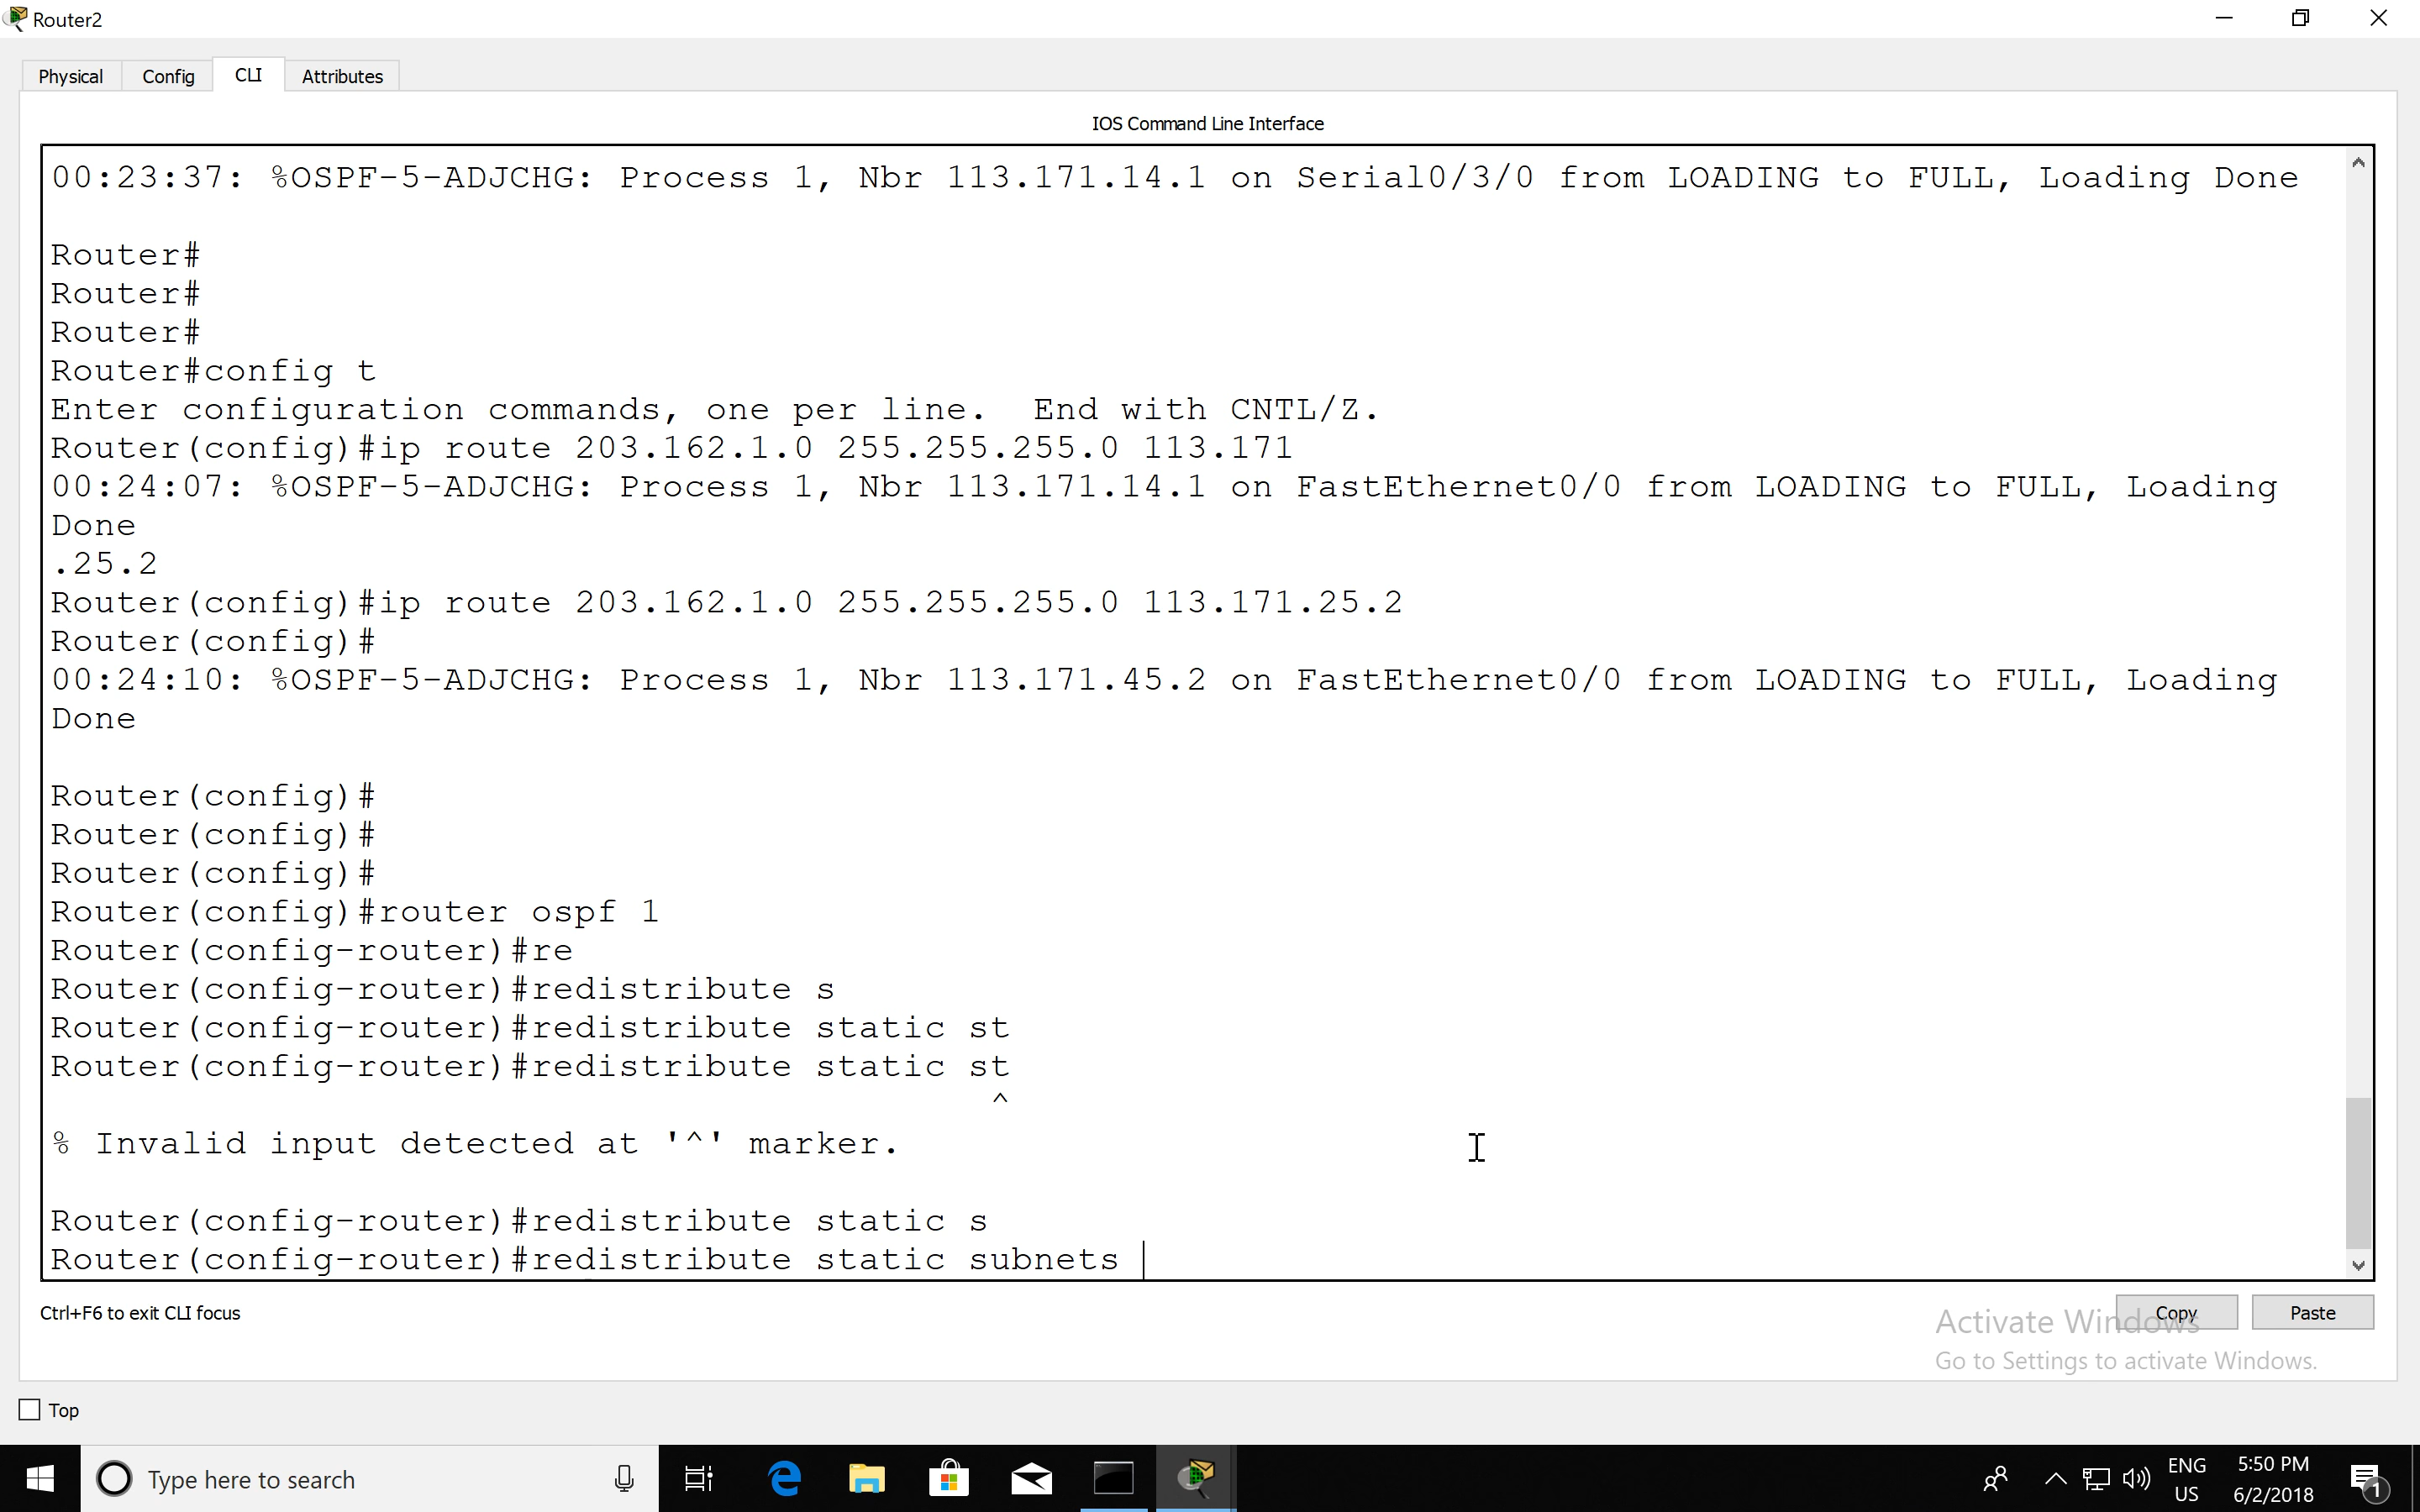 Router2
Physical Config CLI Attributes
IOS Command Line Interface
00:23:37: %OSPF-5-ADJCHG: Process 1, Nbr 113.171.14.1 on Serial0/3/0 from LOADING to FULL, Loading Done
Router#
Router#
Router#
Router#config t
Enter configuration commands, one per line.  End with CNTL/Z.
Router(config)#ip route 203.162.1.0 255.255.255.0 113.171
00:24:07: %OSPF-5-ADJCHG: Process 1, Nbr 113.171.14.1 on FastEthernet0/0 from LOADING to FULL, Loading
Done
.25.2
Router(config)#ip route 203.162.1.0 255.255.255.0 113.171.25.2
Router(config)#
00:24:10: %OSPF-5-ADJCHG: Process 1, Nbr 113.171.45.2 on FastEthernet0/0 from LOADING to FULL, Loading
Done
Router(config)#
Router(config)#
Router(config)#
Router(config)#router ospf 1
Router(config-router)#re
Router(config-router)#redistribute s
Router(config-router)#redistribute static st
Router(config-router)#redistribute static st
^
% Invalid input detected at '^' marker.
Router(config-router)#redistribute static s
Router(config-router)#redistribute static subnets
Ctrl+F6 to exit CLI focus
Copy Paste
Activate Windows
Go to Settings to activate Windows.
Top
Type here to search
ENG 5:50 PM
US 6/2/2018
1